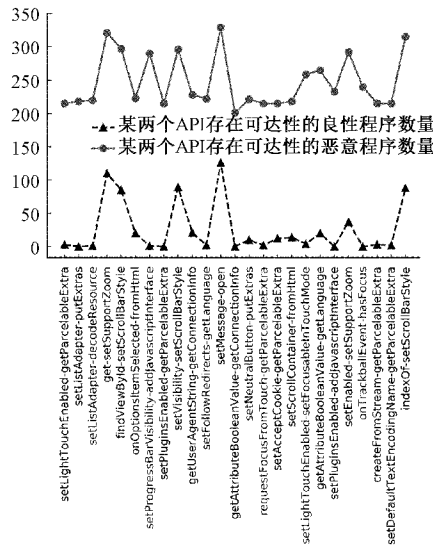 350
300
250
200
150
100
50
0
某两个API存在可达性的良性程序数量
某两个API存在可达性的恶意程序数量
setLightTouchEnabled-getParcelableExtra
setListAdapter-putExtras
setListAdapter-decodeResource
get-setSupportZoom
findViewById-setScrollBarStyle
onOptionsItemSelected-fromHtml
setProgressBarVisibility-addJavascriptInterface
setPluginsEnabled-getParcelableExtra
setVisibility-setScrollBarStyle
getUserAgentString-getConnectionInfo
setFollowRedirects-getLanguage
setMessage-open
getAttributeBooleanValue-getConnectionInfo
setNeutralButton-putExtras
requestFocusFromTouch-getParcelableExtra
setAcceptCookie-getParcelableExtra
setScrollContainer-fromHtml
setLightTouchEnabled-setFocusableInTouchMode
getAttributeBooleanValue-getLanguage
setPluginsEnabled-addJavascriptInterface
setEnabled-setSupportZoom
onTrackballEvent-hasFocus
createFromStream-getParcelableExtra
setDefaultTextEncodingName-getParcelableExtra
indexOf-setScrollBarStyle